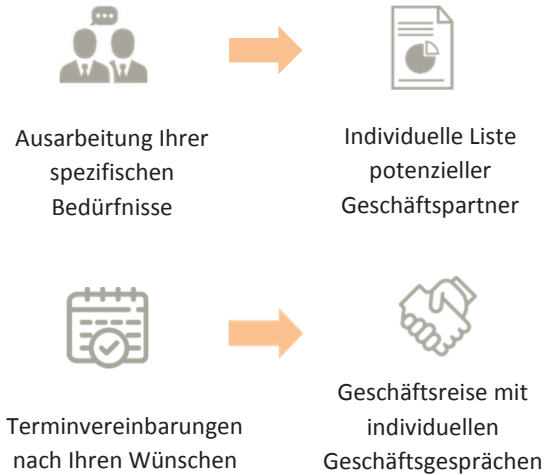 Ausarbeitung Ihrer
spezifischen
Bedürfnisse
Individuelle Liste
potenzieller
Geschäftspartner
Terminvereinbarungen
nach Ihren Wünschen
Geschäftsreise mit
individuellen
Geschäftsgesprächen